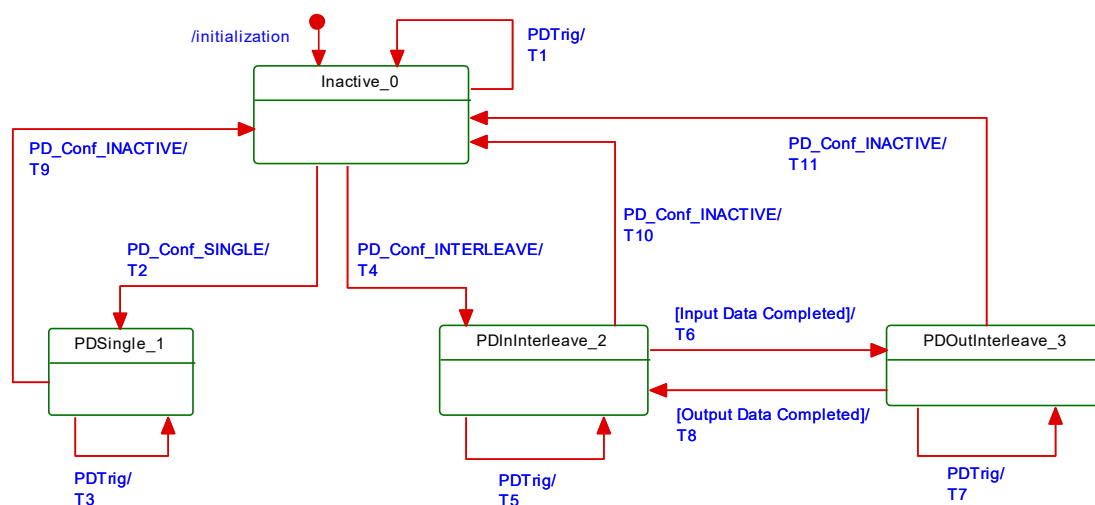 /initialization
PDTrig/
T1
Inactive_0
PD_Conf_INACTIVE/
T9
PD_Conf_INACTIVE/
T11
PD_Conf_INACTIVE/
T10
PD_Conf_SINGLE/
T2
PD_Conf_INTERLEAVE/
T4
[Input Data Completed]/
T6
PDSingle_1
PDInInterleave_2
PDOutInterleave_3
[Output Data Completed]/
T8
PDTrig/
T3
PDTrig/
T5
PDTrig/
T7